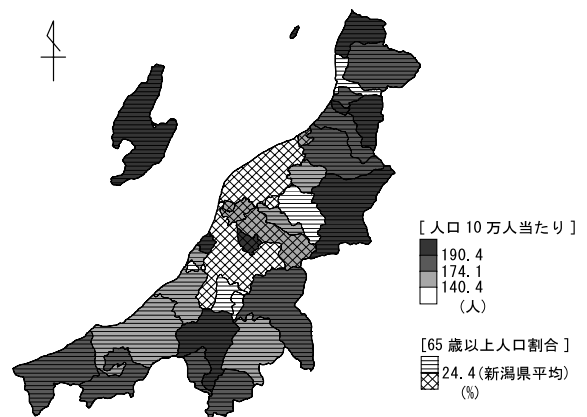 [人口10万人当たり]
190.4
174.1
140.4
(人)
[65歳以上人口割合]
24.4(新潟県平均)
(%)